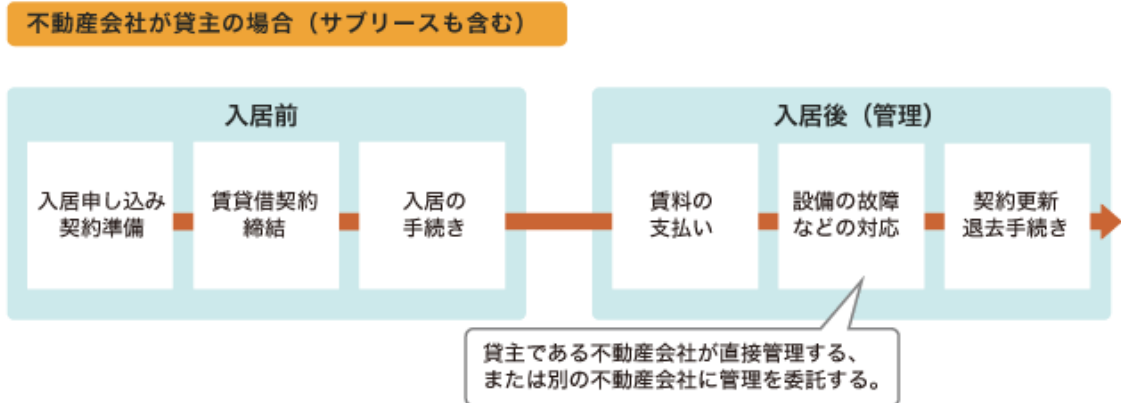 不動産会社が貸主の場合（サブリースも含む）
入居前
入居申し込み
契約準備
賃貸借契約
締結
入居の
手続き
入居後（管理）
賃料の
支払い
設備の故障
などの対応
契約更新
退去手続き
貸主である不動産会社が直接管理する、
または別の不動産会社に管理を委託する。